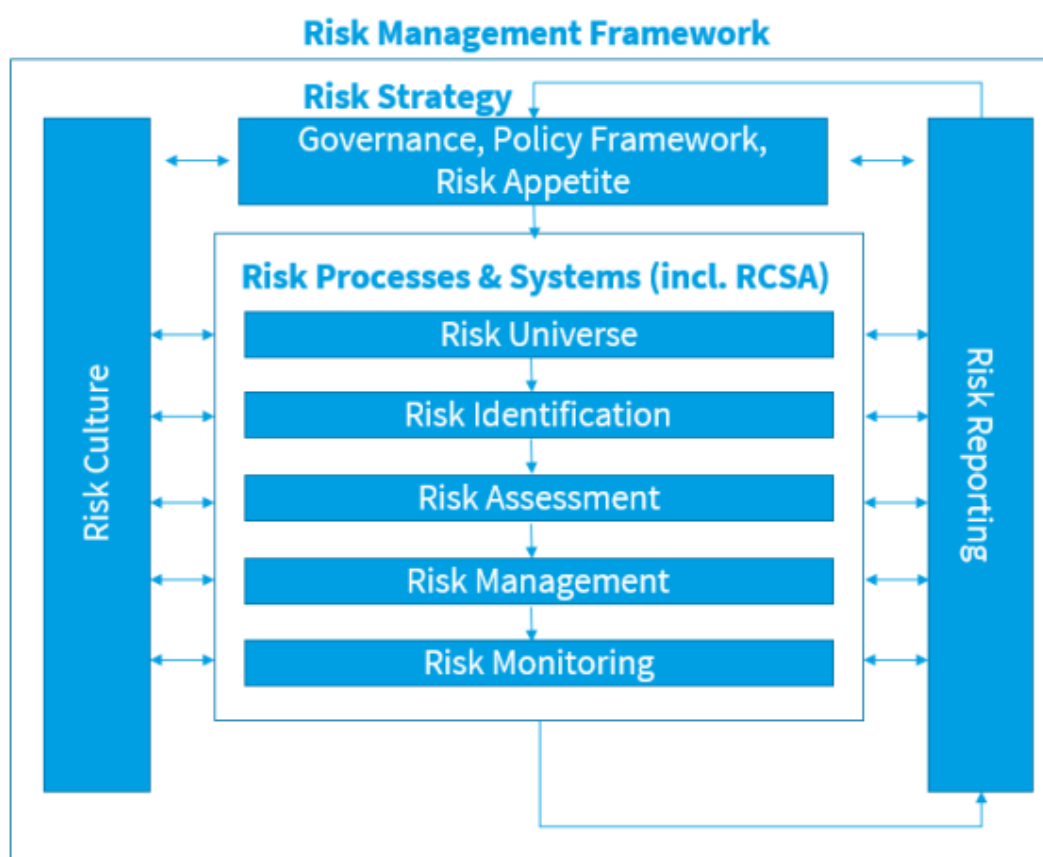 Risk Management Framework
Risk Strategy
Governance, Policy Framework,
Risk Appetite
Risk Processes & Systems (incl. RCSA)
Risk Universe
Risk Identification
Risk Assessment
Risk Management
Risk Monitoring
Risk Culture
Risk Reporting